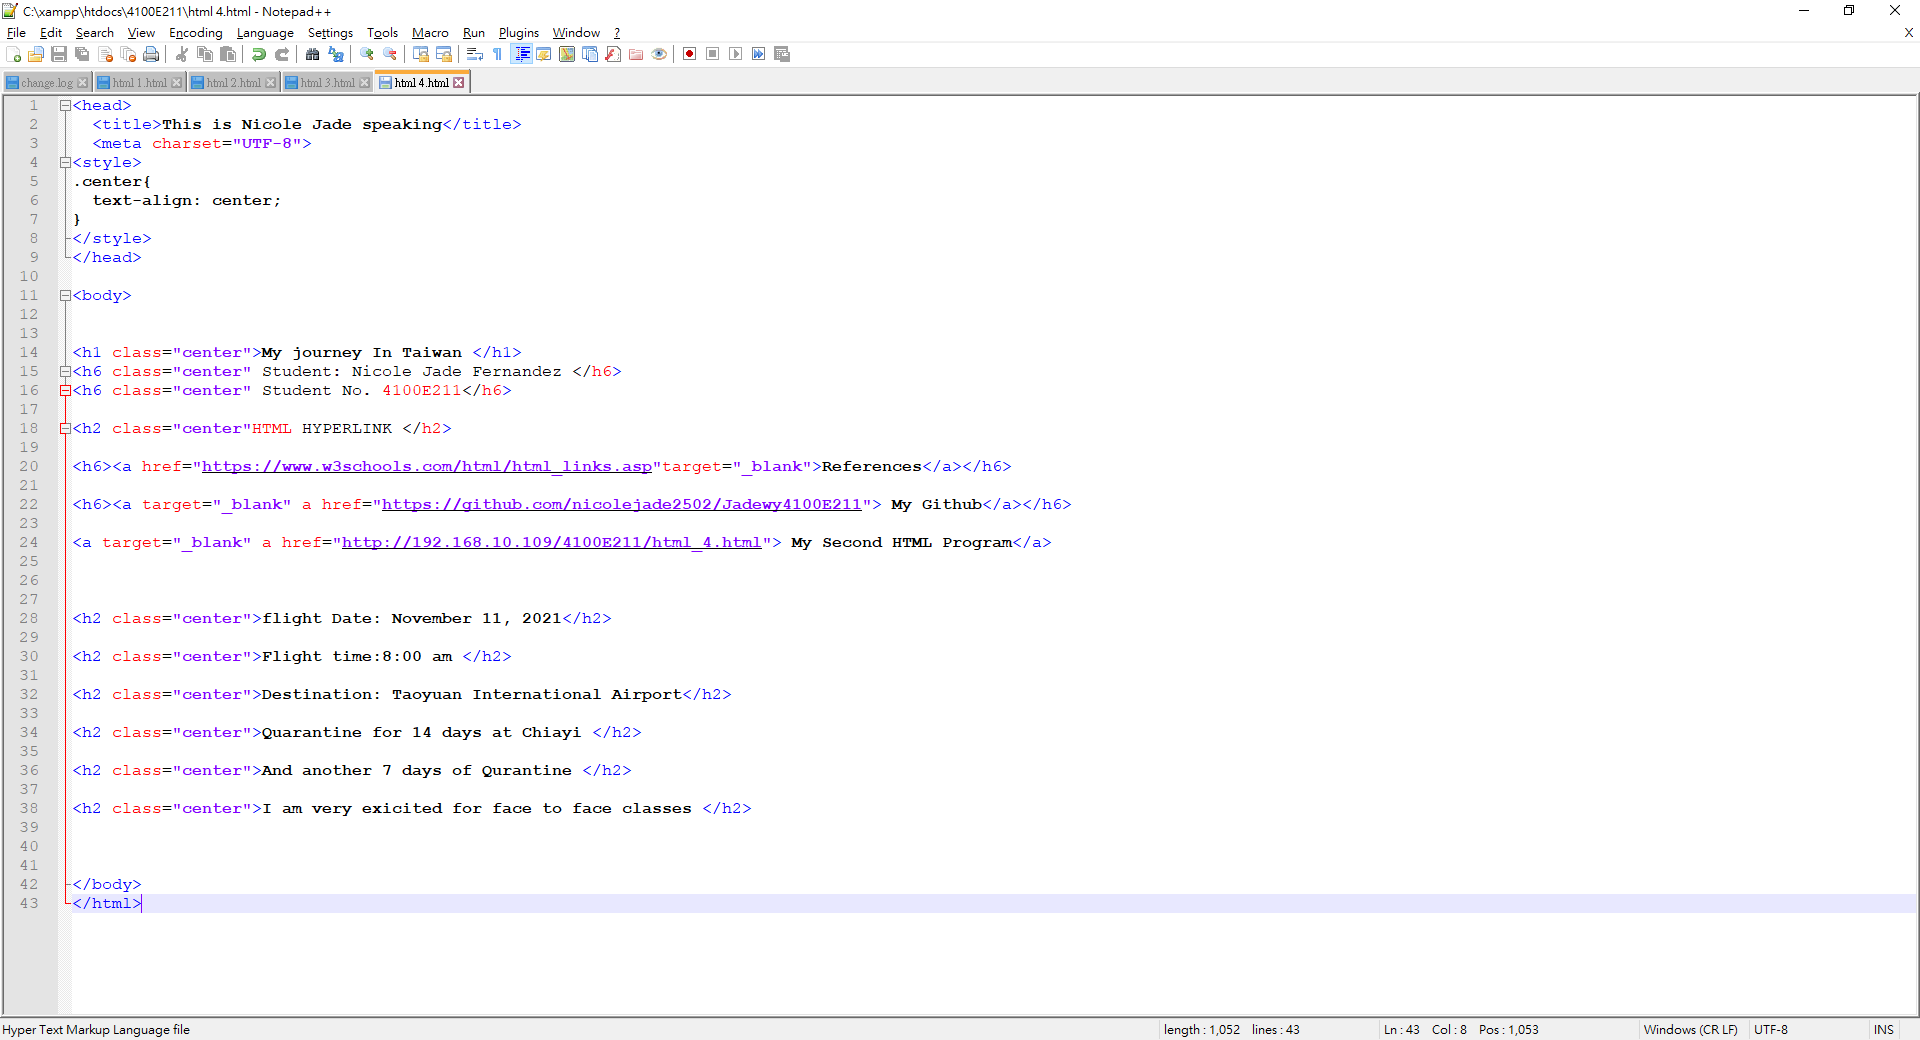 C:\xampp\htdocs\4100E211\html 4.html - Notepad++
File Edit Search View Encoding Language Settings Tools Macro Run Plugins Window ? X
change.log html 1.html html 2.html html 3.html html 4.html
1 <head>
2 <title>This is Nicole Jade speaking</title>
3 <meta charset="UTF-8">
4 <style>
5 .center{
6 text-align: center;
7 }
8 </style>
9 </head>
10
11 <body>
12
13
14 <h1 class="center">My journey In Taiwan </h1>
15 <h6 class="center" Student: Nicole Jade Fernandez </h6>
16 <h6 class="center" Student No. 4100E211</h6>
17
18 <h2 class="center"HTML HYPERLINK </h2>
19
20 <h6><a href="https://www.w3schools.com/html/html_links.asp"target="_blank">References</a></h6>
21
22 <h6><a target="_blank" a href="https://github.com/nicolejade2502/Jadewy4100E211"> My Github</a></h6>
23
24 <a target="_blank" a href="http://192.168.10.109/4100E211/html_4.html"> My Second HTML Program</a>
25
26
27
28 <h2 class="center">flight Date: November 11, 2021</h2>
29
30 <h2 class="center">Flight time:8:00 am </h2>
31
32 <h2 class="center">Destination: Taoyuan International Airport</h2>
33
34 <h2 class="center">Quarantine for 14 days at Chiayi </h2>
35
36 <h2 class="center">And another 7 days of Qurantine </h2>
37
38 <h2 class="center">I am very exicited for face to face classes </h2>
39
40
41
42 </body>
43 </html>
Hyper Text Markup Language file length : 1,052 lines : 43 Ln : 43 Col : 8 Pos : 1,053 Windows (CR LF) UTF-8 INS